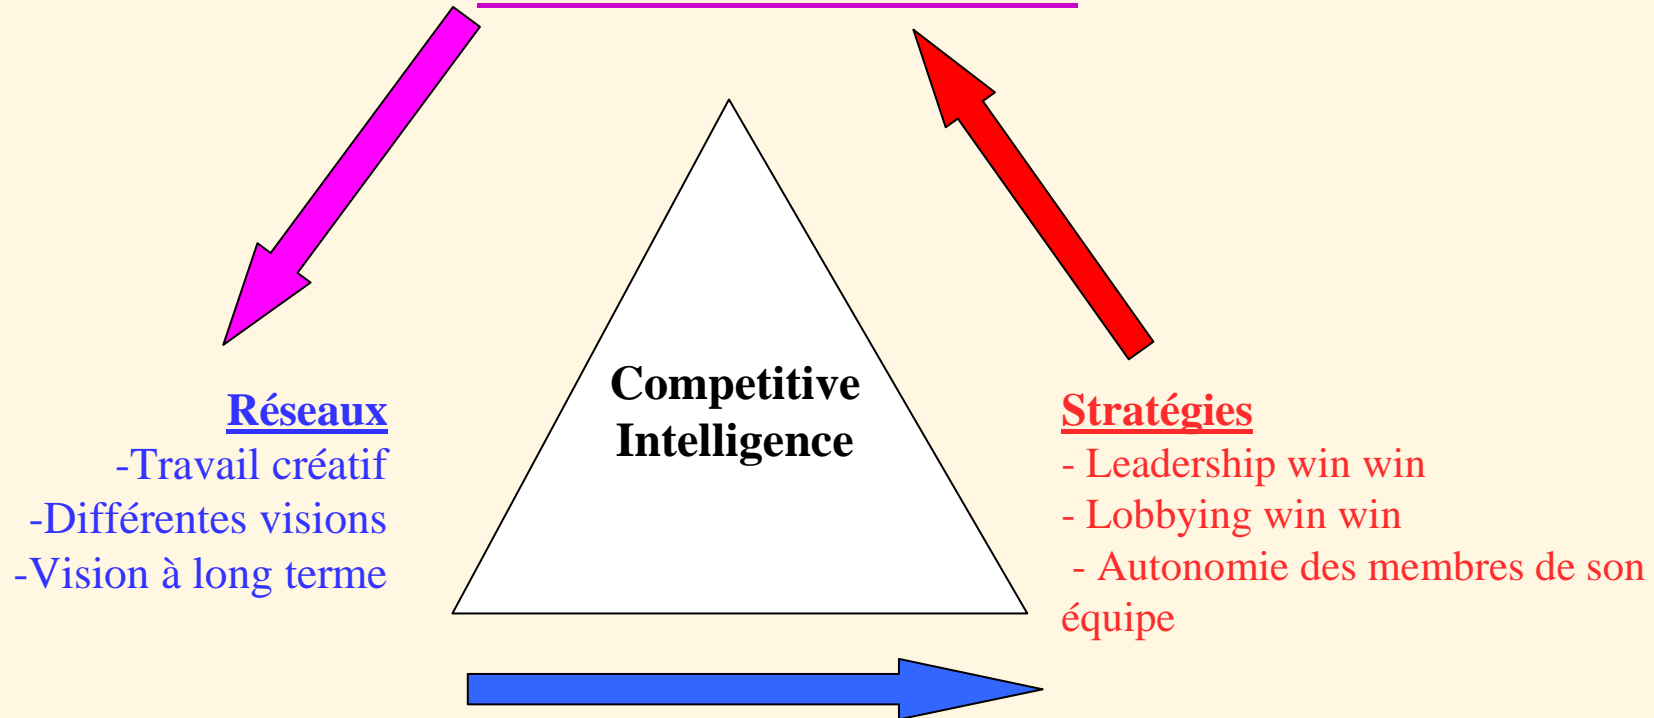 Competitive
Intelligence
Réseaux
-Travail créatif
-Différentes visions
-Vision à long terme
Stratégies
- Leadership win win
- Lobbying win win
- Autonomie des membres de son
équipe